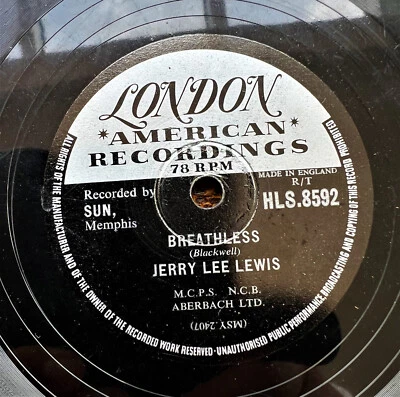 LONDON
*AMERICAN*
RECORDINGS
78 RPM
MADE IN ENGLAND
R/T
Recorded by
SUN,
Memphis
HLS.8592
BREATHLESS
(Blackwell)
JERRY LEE LEWIS
M.C.P.S. N.C.B.
ABERBACH LTD.
(MSY .2407)
ALL RIGHTS OF THE MANUFACTURER AND OF THE OWNER OF THE RECORDED WORK RESERVED·UNAUTHORISED PUBLIC PERFORMANCE, BROADCASTING AND COPYING OF THIS RECORD PROHIBITED